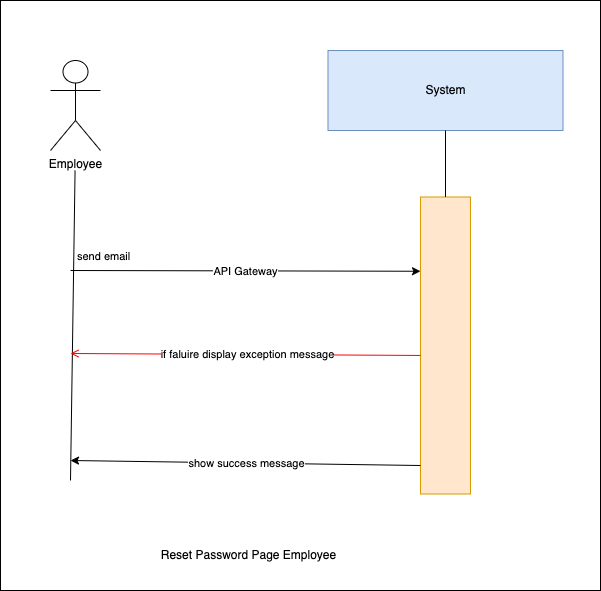 System
Employee
send email
API Gateway
if faluire display exception message
show success message
Reset Password Page Employee